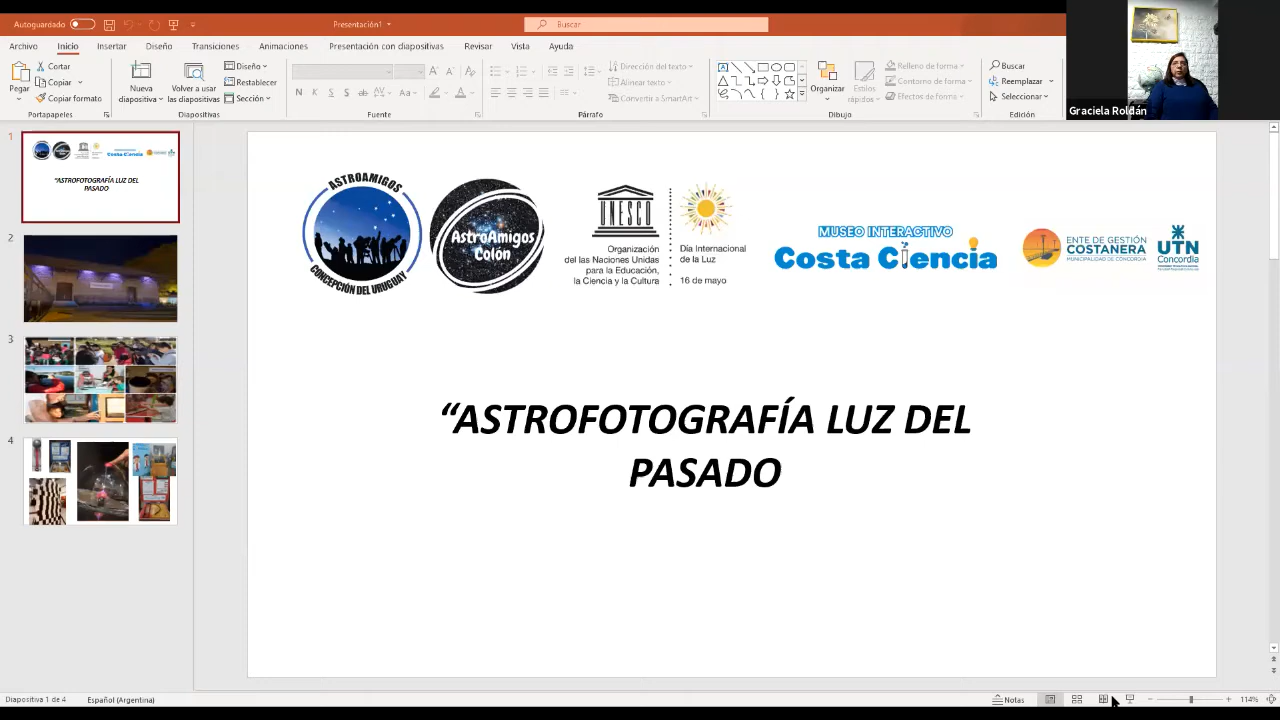 Autoguardado
Presentación1
Buscar
Archivo Inicio Insertar Diseño Transiciones Animaciones Presentación con diapositivas Revisar Vista Ayuda
Pegar
Cortar
Copiar
Copiar formato
Portapapeles
Nueva
diapositiva
Volver a usar
las diapositivas
Diseño
Restablecer
Sección
Diapositivas
N K S
Aa
Fuente
Dirección del texto
Alinear texto
Convertir a SmartArt
Párrafo
Organizar
Estilos
rápidos
Relleno de forma
Contorno de forma
Efectos de forma
Dibujo
Buscar
Reemplazar
Seleccionar
Edición
Graciela Roldán
1
“ASTROFOTOGRAFÍA LUZ DEL
PASADO
2
3
4
ASTROAMIGOS
CONCEPCIÓN DEL URUGUAY
AstroAmigos
Colón
UNESCO
Organización
de las Naciones Unidas
para la Educación,
la Ciencia y la Cultura
Día Internacional
de la Luz
16 de mayo
MUSEO INTERACTIVO
Costa Ciencia
ENTE DE GESTIÓN
COSTANERA
MUNICIPALIDAD DE CONCORDIA
UTN
Concordia
“ASTROFOTOGRAFÍA LUZ DEL
PASADO
Diapositiva 1 de 4 Español (Argentina) Notas 114%